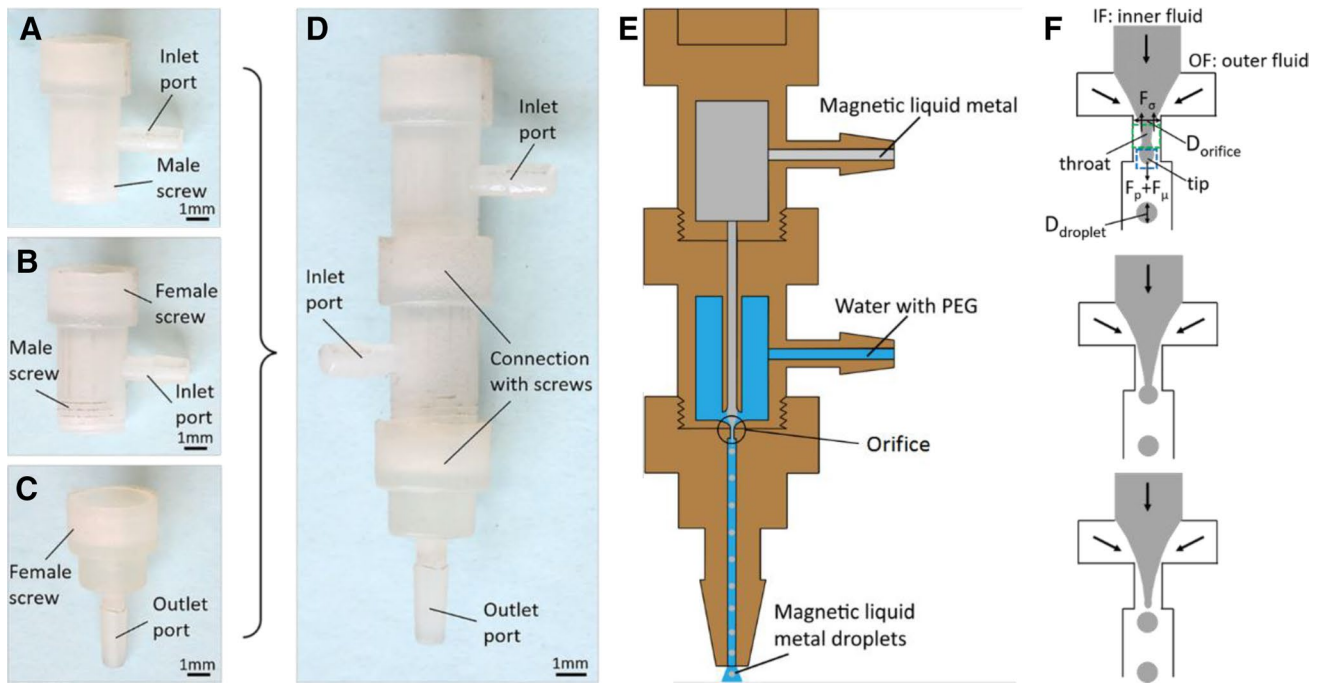 A
Inlet
port
Male
screw
1mm
B
Female
screw
Male
screw
Inlet
port
1mm
C
Female
screw
Outlet
port
1mm
D
Inlet
port
Inlet
port
Connection
with screws
Outlet
port
1mm
E
Magnetic liquid metal
Water with PEG
Orifice
Magnetic liquid
metal droplets
F
IF: inner fluid
OF: outer fluid
Fσ
Dorifice
throat
tip
Fp+Fμ
Ddroplet